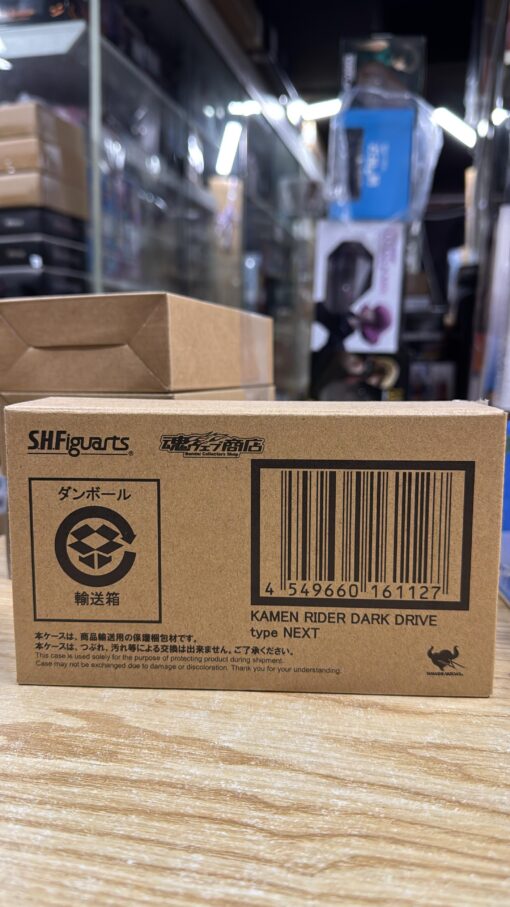 S.H.Figuarts
魂ウェブ商店
Bandai Collectors Shop
ダンボール
輸送箱
4 549660 161127
KAMEN RIDER DARK DRIVE
type NEXT
本ケースは、商品輸送用の保護梱包材です。
本ケースは、つぶれ、汚れ等による交換は出来ません。ご了承ください。
This case is used solely for the purpose of protecting product during shipment.
Case may not be exchanged due to damage or discoloration. Thank you for your understanding.